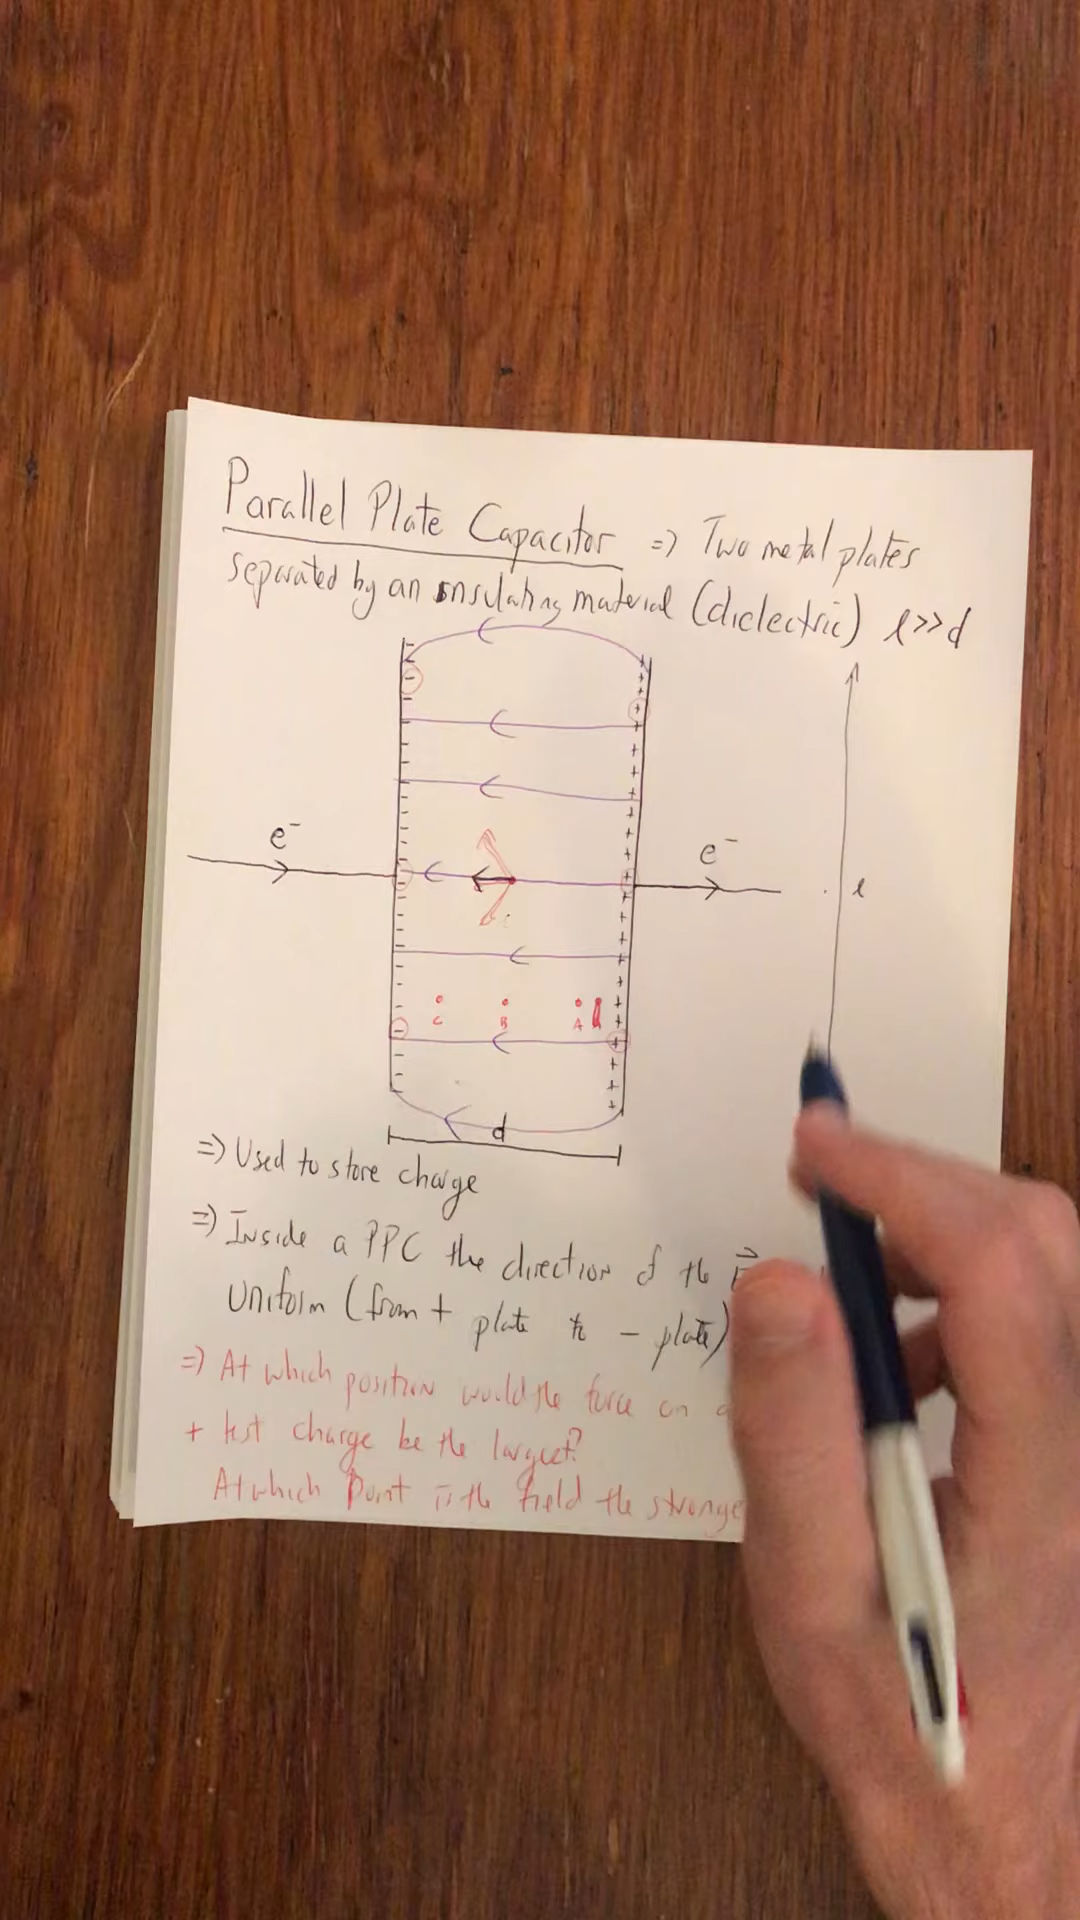 Parallel Plate Capacitor => Two metal plates
separated by an insulating material (dielectric) l>>d
e⁻
e⁻
l
C B A
d
=> Used to store charge
=> Inside a PPC the direction of the
uniform (from + plate to - plate)
=> At which position would the force on a
+ test charge be the largest?
At which point is the field the stronge